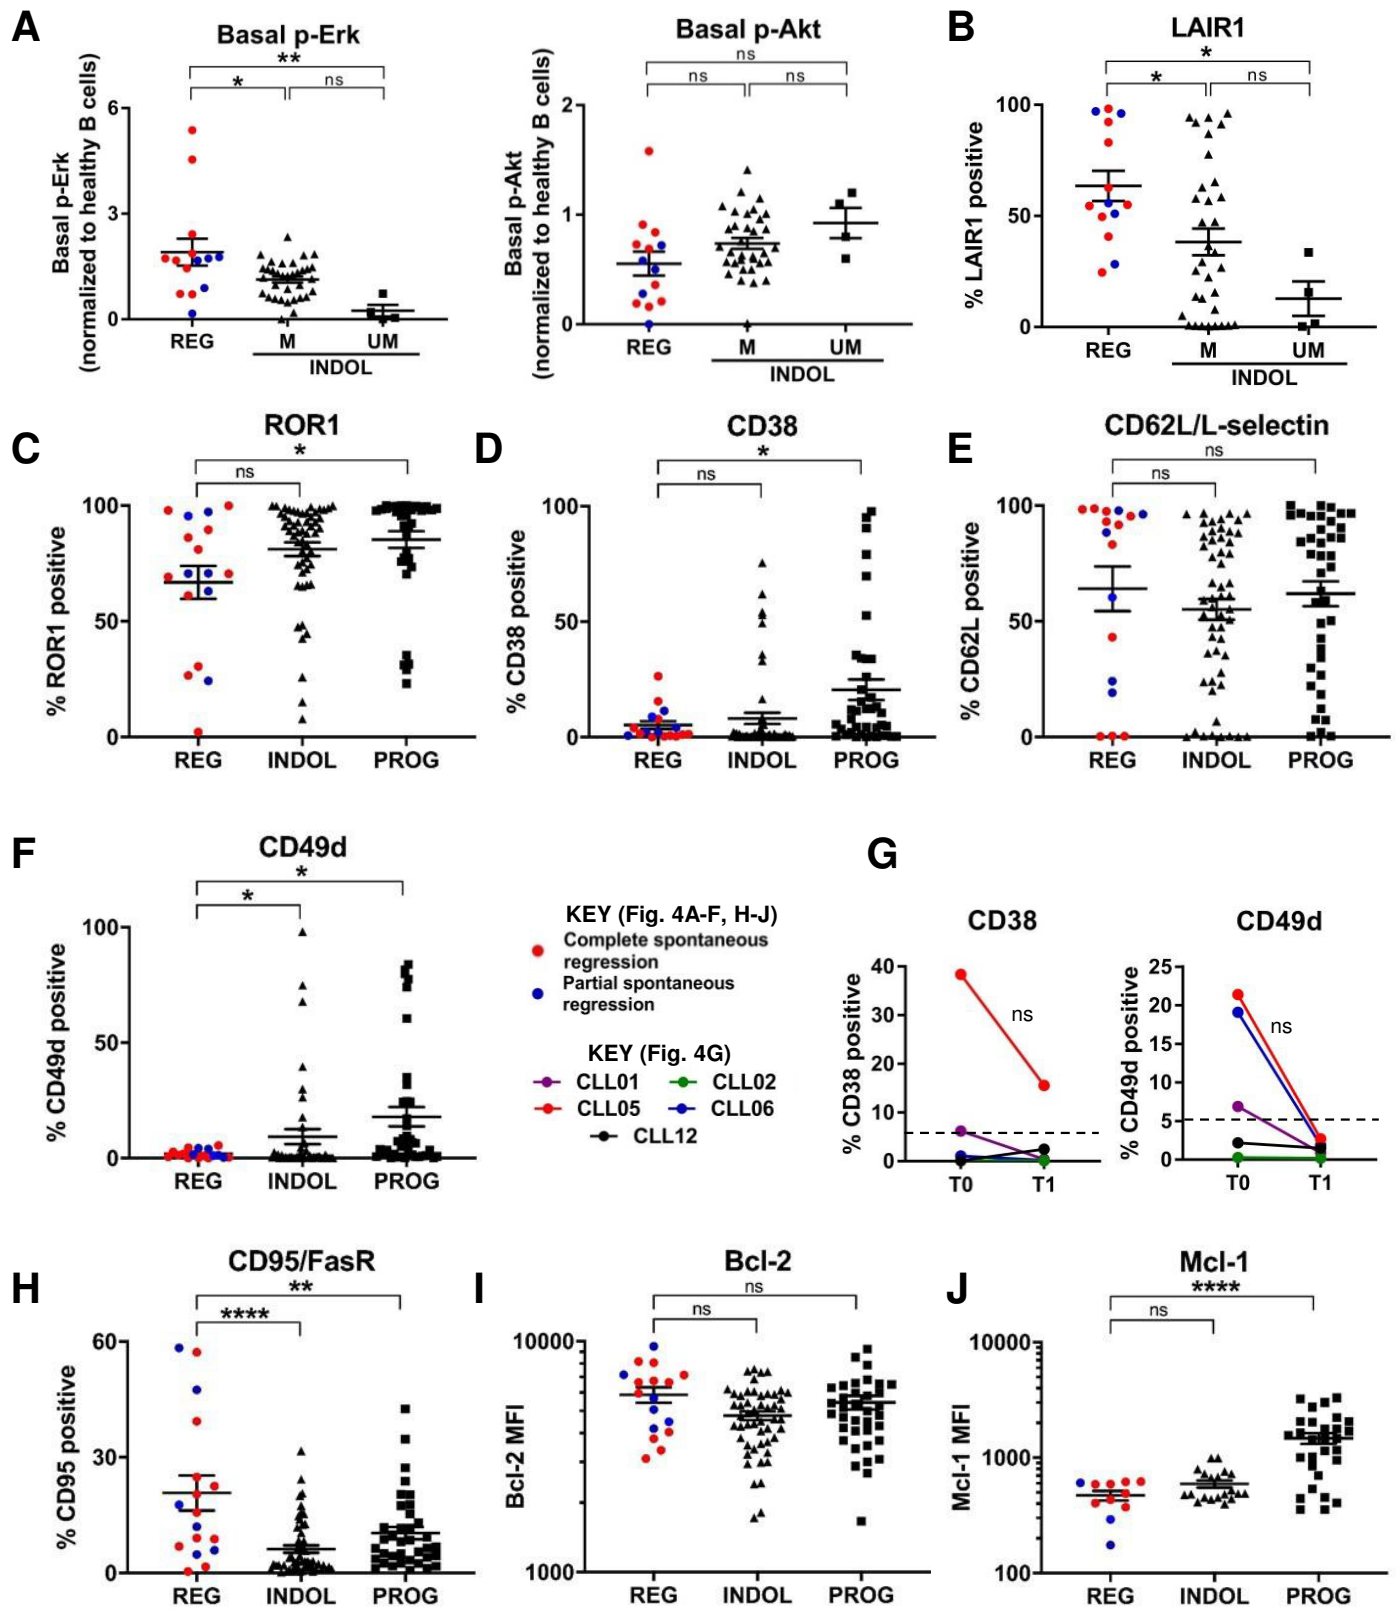 A
Basal p-Erk
**
*
ns
Basal p-Erk
(normalized to healthy B cells)
6
3
0
REG
M
UM
INDOL
Basal p-Akt
ns
ns
ns
Basal p-Akt
(normalized to healthy B cells)
2
1
0
REG
M
UM
INDOL
B
LAIR1
*
*
ns
% LAIR1 positive
100
50
0
REG
M
UM
INDOL
C
ROR1
*
ns
% ROR1 positive
100
50
0
REG
INDOL
PROG
D
CD38
*
ns
% CD38 positive
100
50
0
REG
INDOL
PROG
E
CD62L/L-selectin
ns
ns
% CD62L positive
100
50
0
REG
INDOL
PROG
F
CD49d
*
*
% CD49d positive
100
50
0
REG
INDOL
PROG
KEY (Fig. 4A-F, H-J)
Complete spontaneous
regression
Partial spontaneous
regression
KEY (Fig. 4G)
CLL01
CLL02
CLL05
CLL06
CLL12
G
CD38
% CD38 positive
40
30
20
10
0
ns
T0
T1
CD49d
% CD49d positive
25
20
15
10
5
0
ns
T0
T1
H
CD95/FasR
**
****
% CD95 positive
60
30
0
REG
INDOL
PROG
I
Bcl-2
ns
ns
Bcl-2 MFI
10000
1000
REG
INDOL
PROG
J
Mcl-1
****
ns
Mcl-1 MFI
10000
1000
100
REG
INDOL
PROG